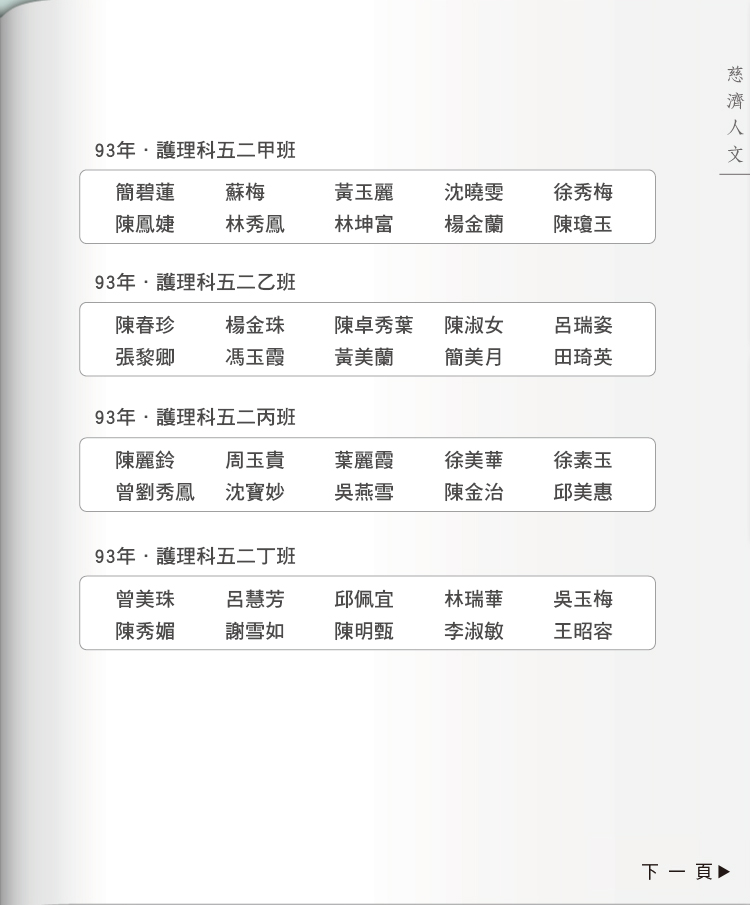 慈濟人文
93年・護理科五二甲班
簡碧蓮 蘇梅 黃玉麗 沈曉雯 徐秀梅
陳鳳婕 林秀鳳 林坤富 楊金蘭 陳瓊玉
93年・護理科五二乙班
陳春珍 楊金珠 陳卓秀葉 陳淑女 呂瑞姿
張黎卿 馮玉霞 黃美蘭 簡美月 田琦英
93年・護理科五二丙班
陳麗鈴 周玉貴 葉麗霞 徐美華 徐素玉
曾劉秀鳳 沈寶妙 吳燕雪 陳金治 邱美惠
93年・護理科五二丁班
曾美珠 呂慧芳 邱佩宜 林瑞華 吳玉梅
陳秀媚 謝雪如 陳明甄 李淑敏 王昭容
下一頁▶